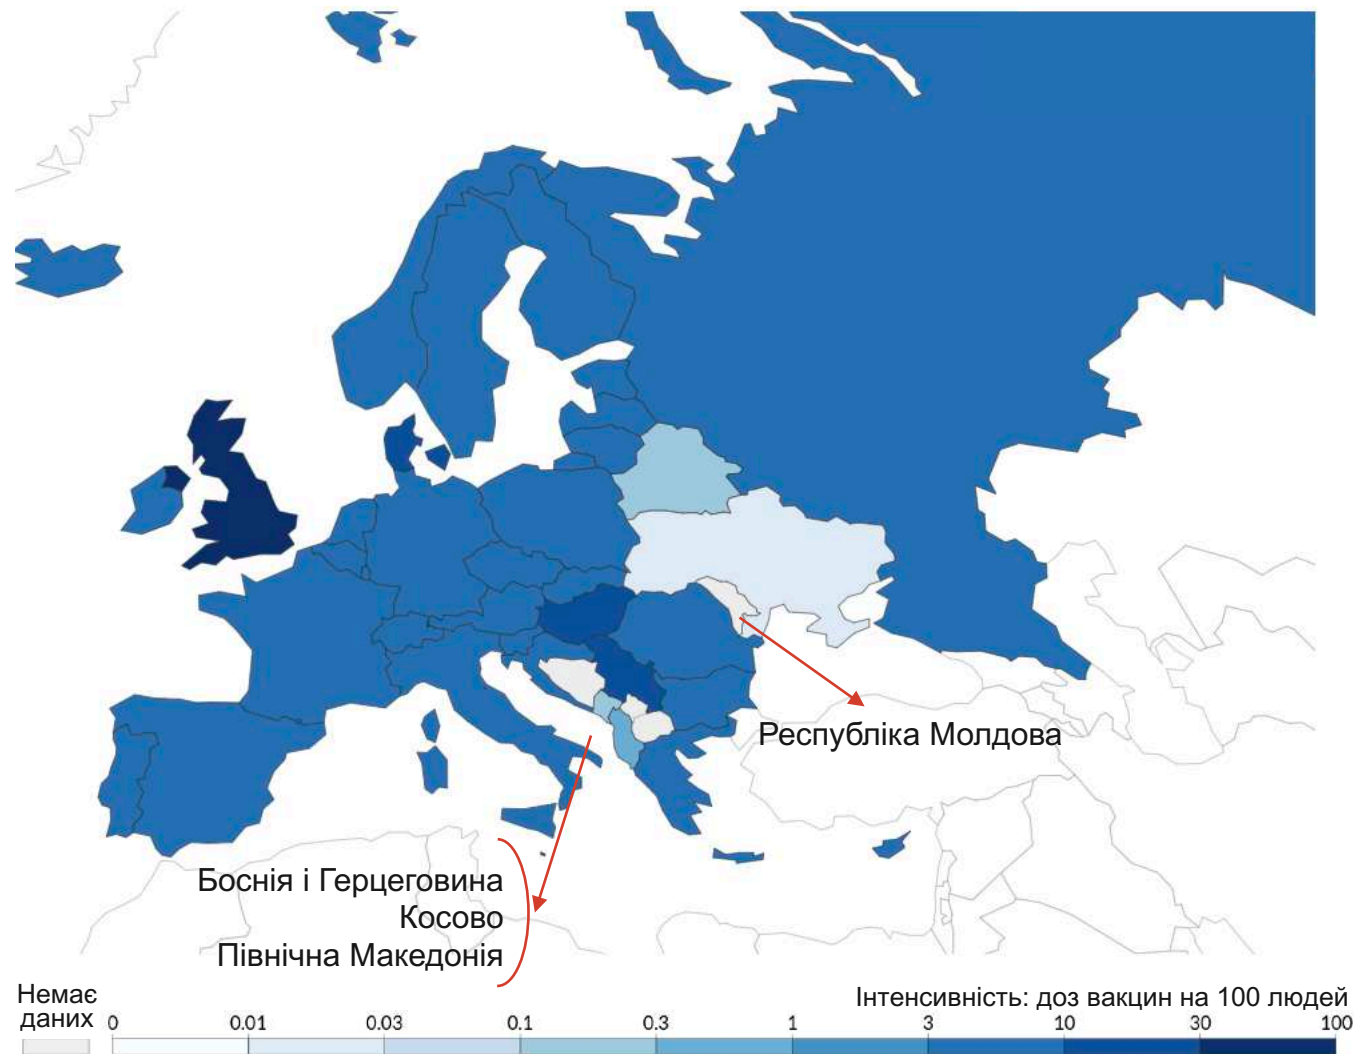 Республіка Молдова
Боснія і Герцеговина
Косово
Північна Македонія
Немає
даних
Інтенсивність: доз вакцин на 100 людей
0 0.01 0.03 0.1 0.3 1 3 10 30 100